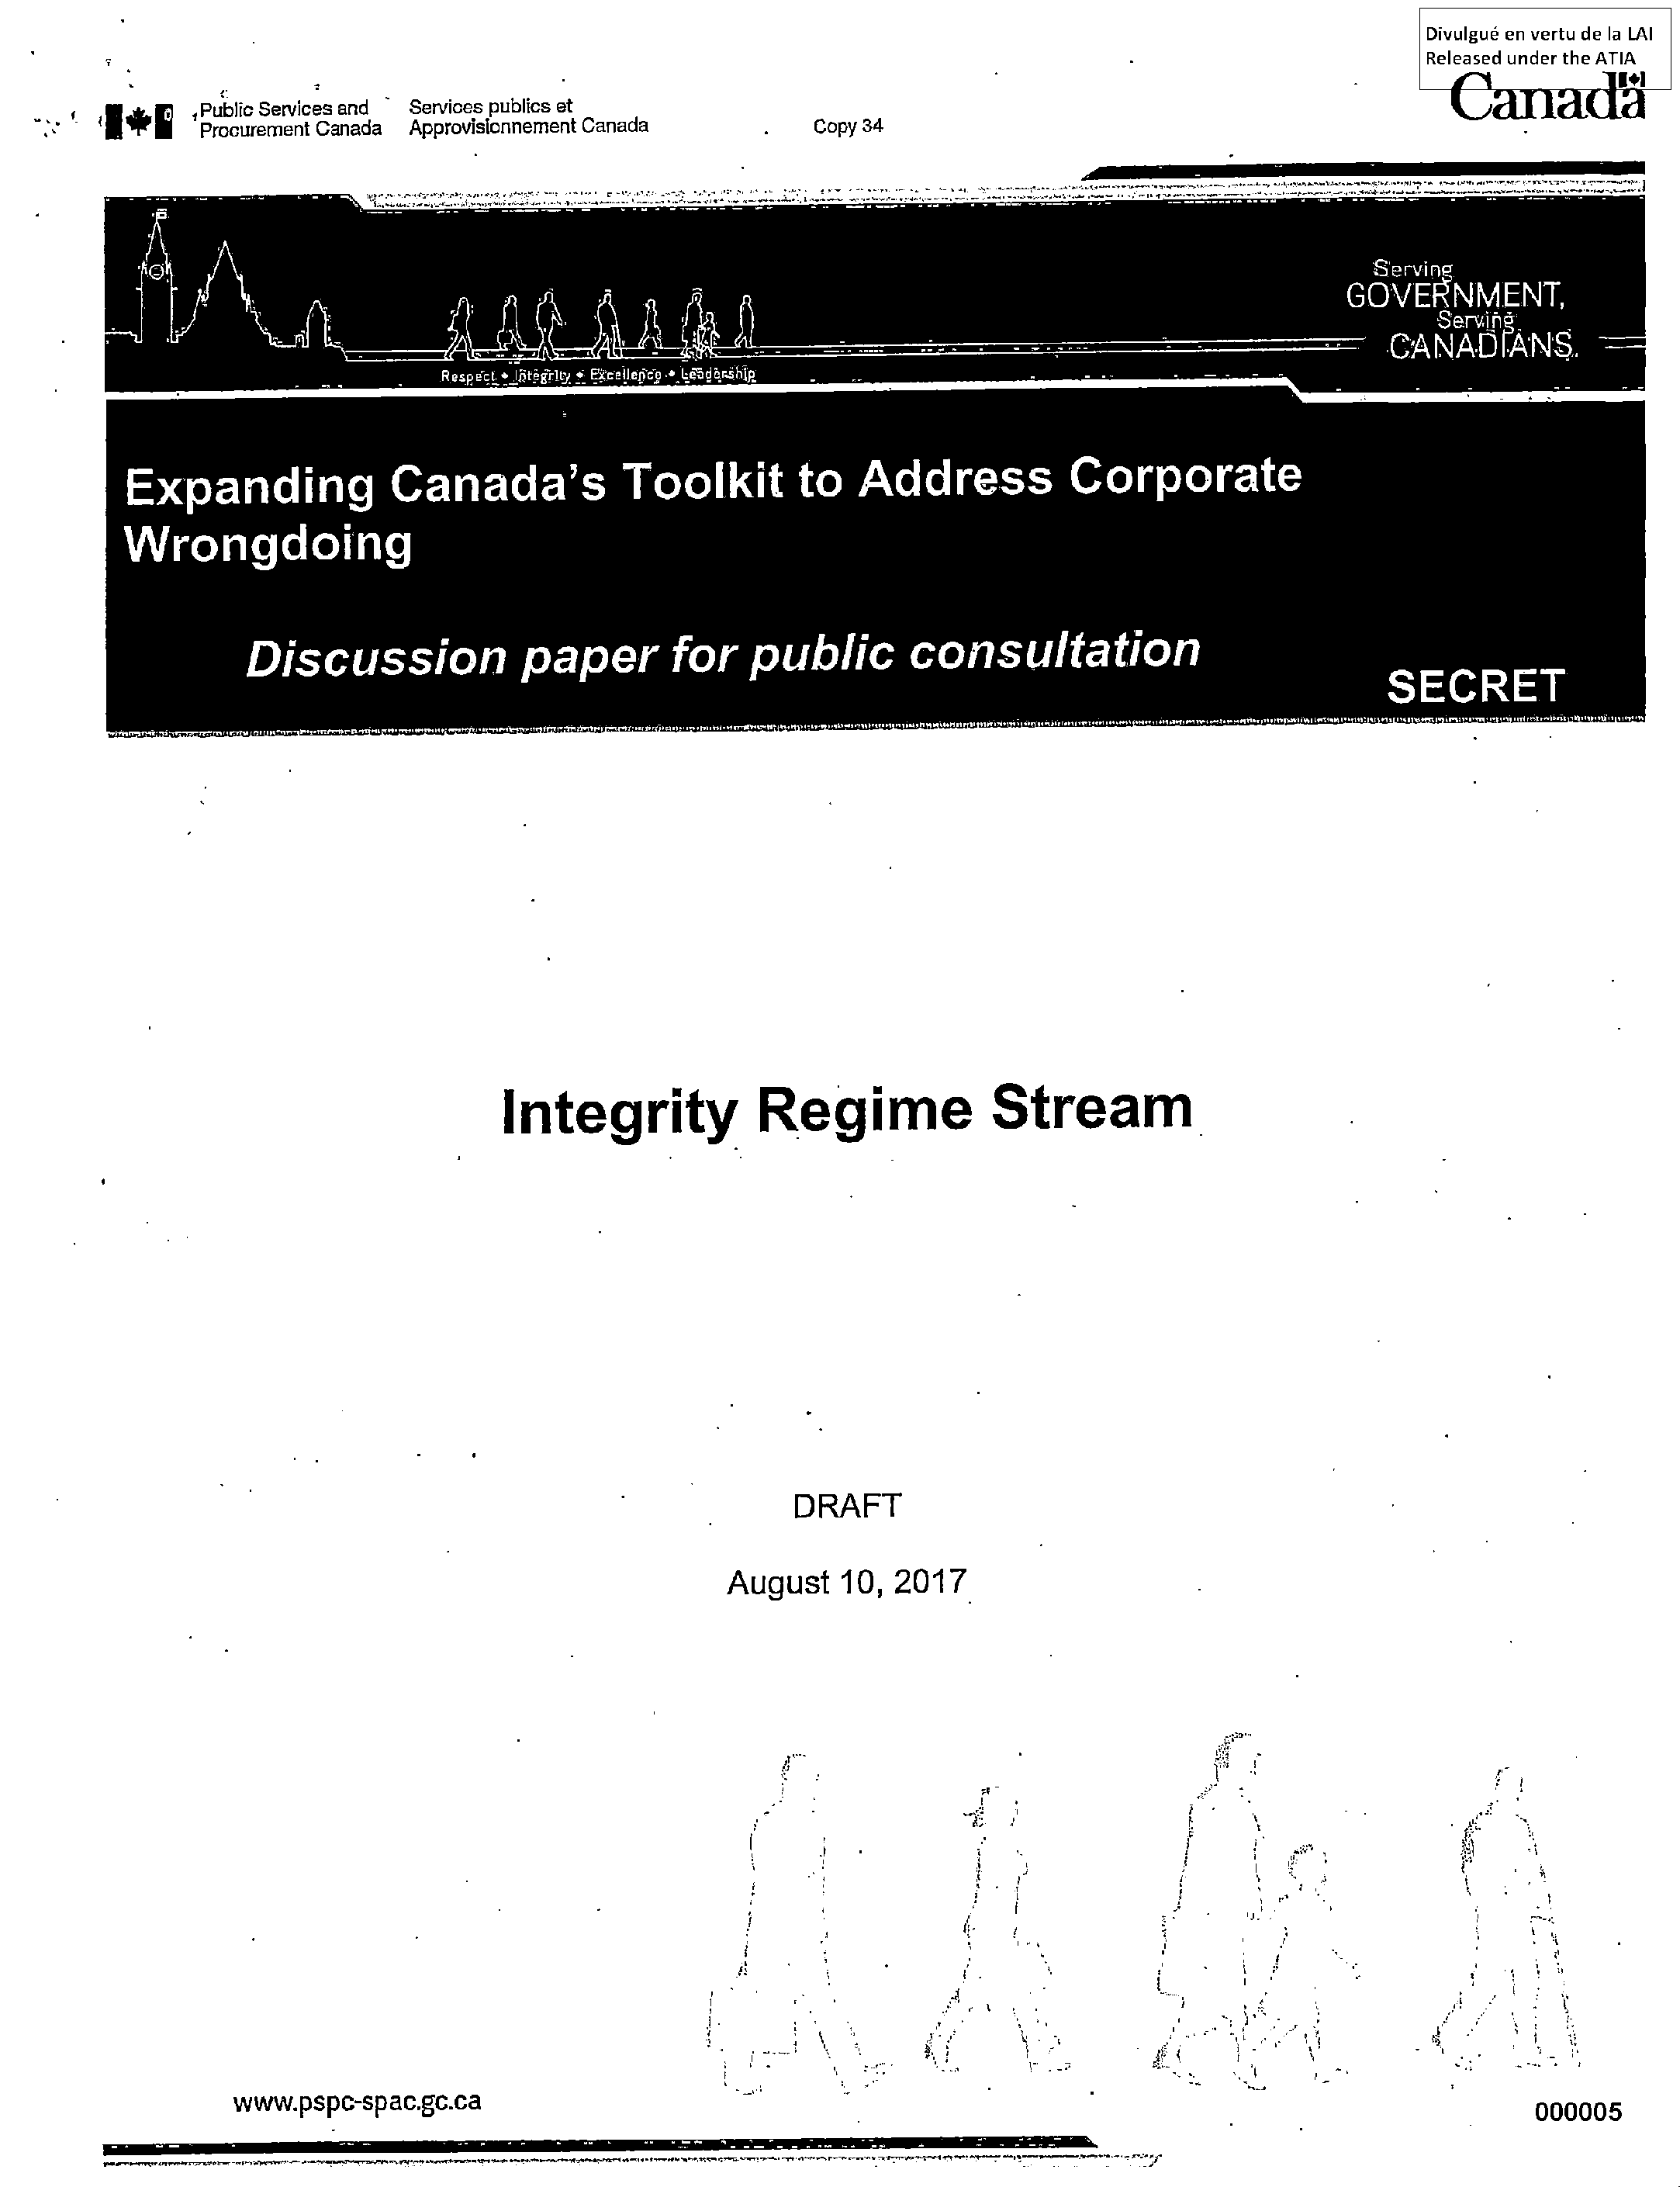 Divulgué en vertu de la LAI
Released under the ATIA
Public Services and
Procurement Canada
Services publics et
Approvisionnement Canada
Copy 34
Canada
Serving
GOVERNMENT,
Serving
CANADIANS.
Respect • Integrity • Excellence • Leadership
Expanding Canada's Toolkit to Address Corporate
Wrongdoing
Discussion paper for public consultation
SECRET
Integrity Regime Stream
DRAFT
August 10, 2017
www.pspc-spac.gc.ca
000005